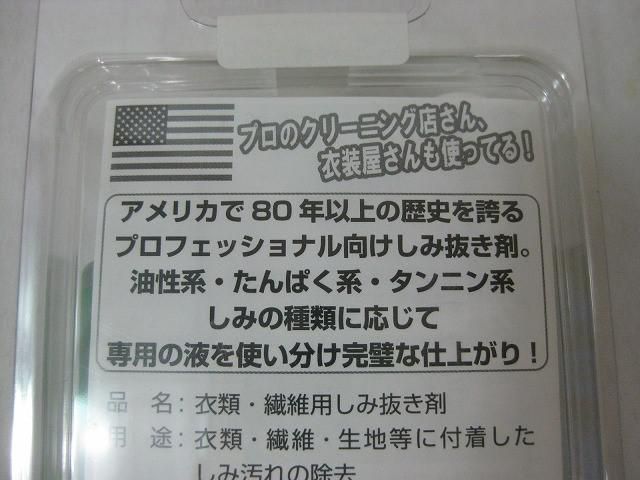 プロのクリーニング店さん、
衣装屋さんも使ってる!
アメリカで80年以上の歴史を誇る
プロフェッショナル向けしみ抜き剤。
油性系・たんぱく系・タンニン系
しみの種類に応じて
専用の液を使い分け完璧な仕上がり!
品 名:衣類・繊維用しみ抜き剤
用 途:衣類・繊維・生地等に付着した
しみ汚れの除去